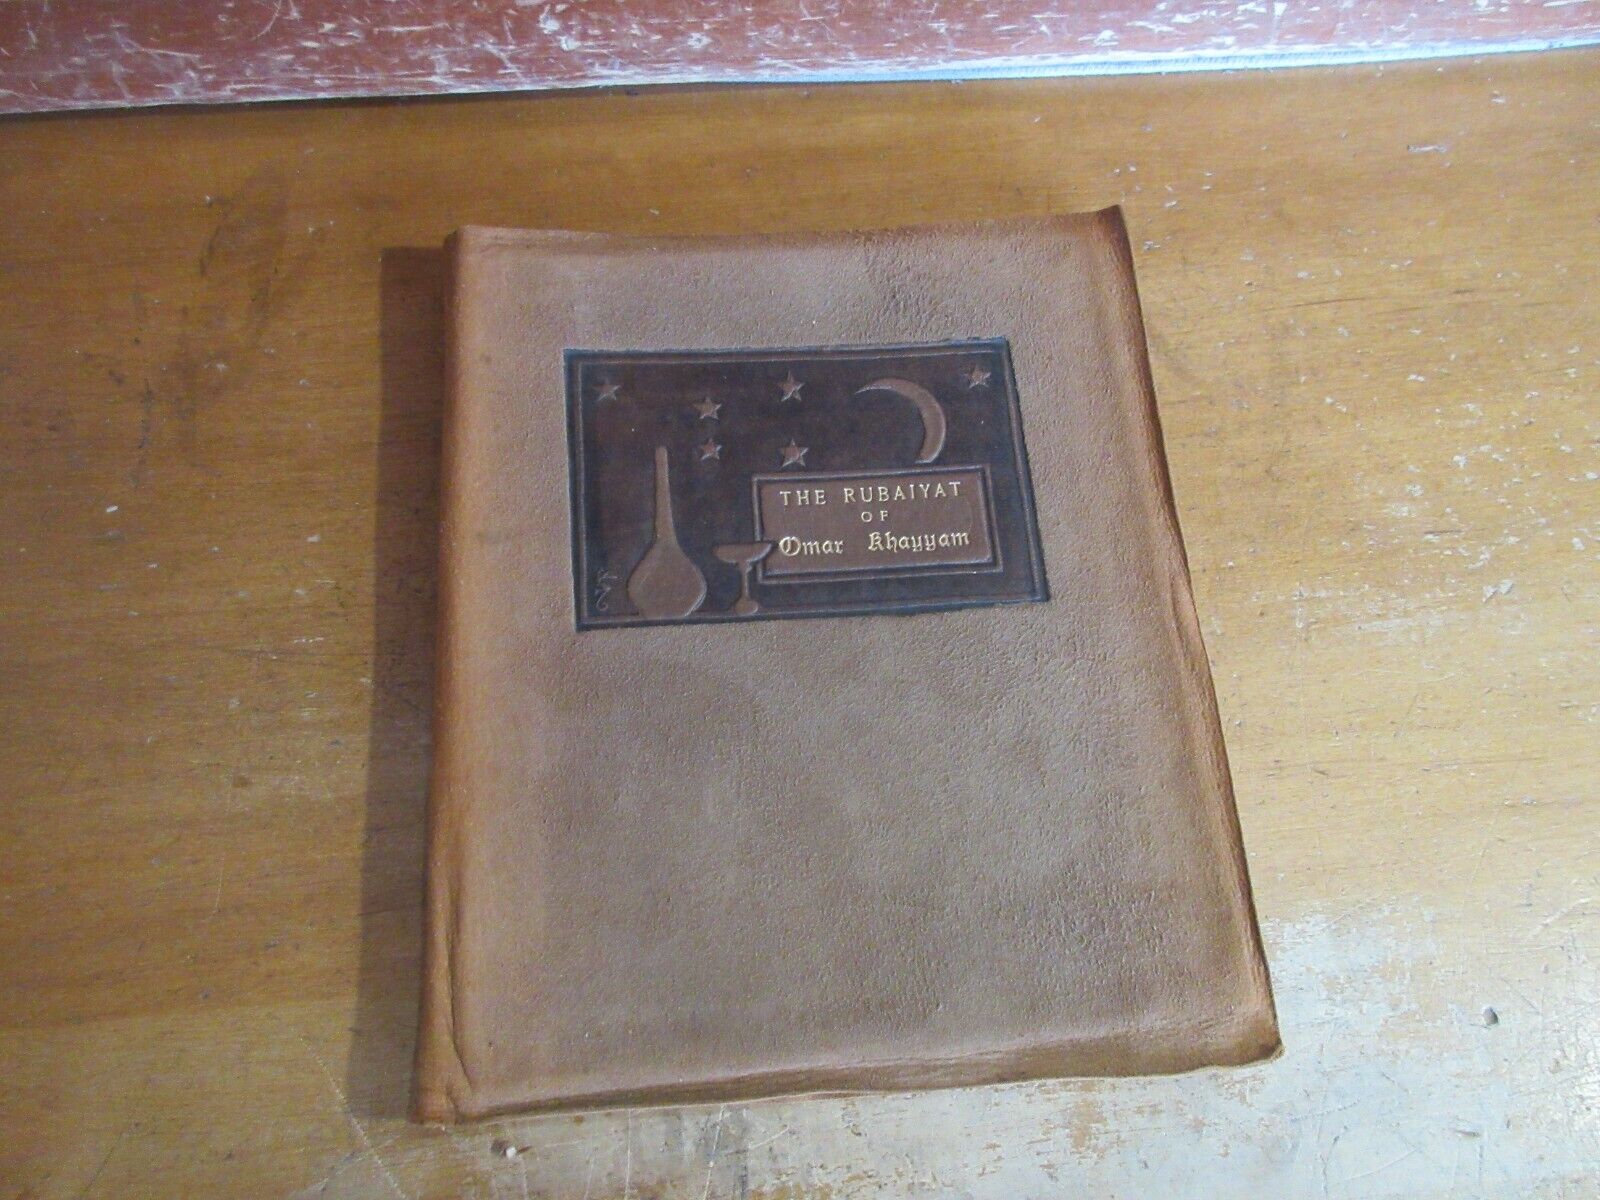 THE RUBAIYAT
OF
Omar Khayyam